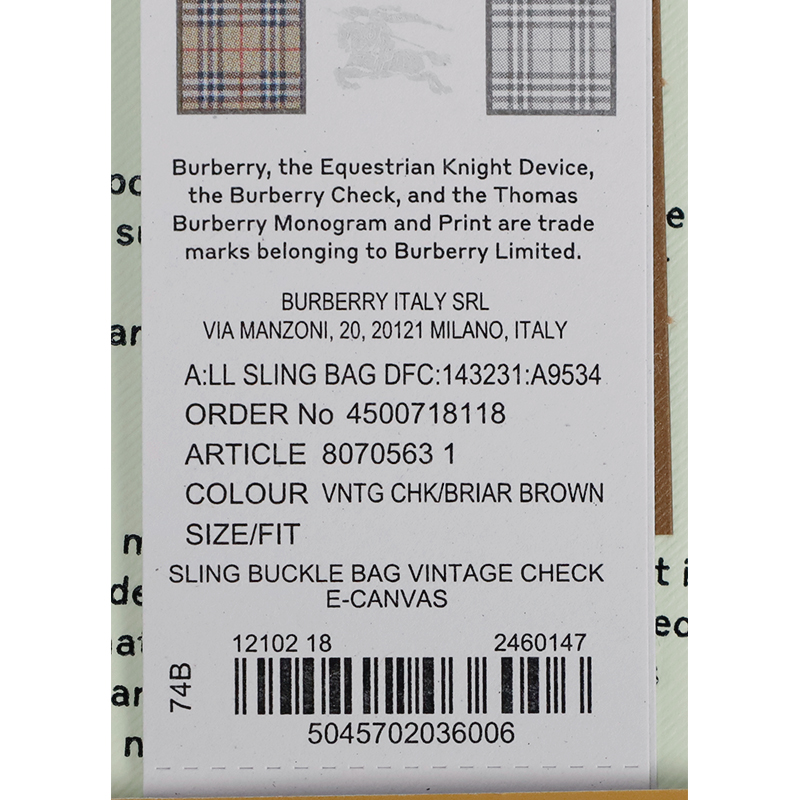 Burberry, the Equestrian Knight Device,
the Burberry Check, and the Thomas
Burberry Monogram and Print are trade
marks belonging to Burberry Limited.
BURBERRY ITALY SRL
VIA MANZONI, 20, 20121 MILANO, ITALY
A:LL SLING BAG DFC:143231:A9534
ORDER No 4500718118
ARTICLE 8070563 1
COLOUR VNTG CHK/BRIAR BROWN
SIZE/FIT
SLING BUCKLE BAG VINTAGE CHECK
E-CANVAS
12102 18 2460147
74B
5045702036006